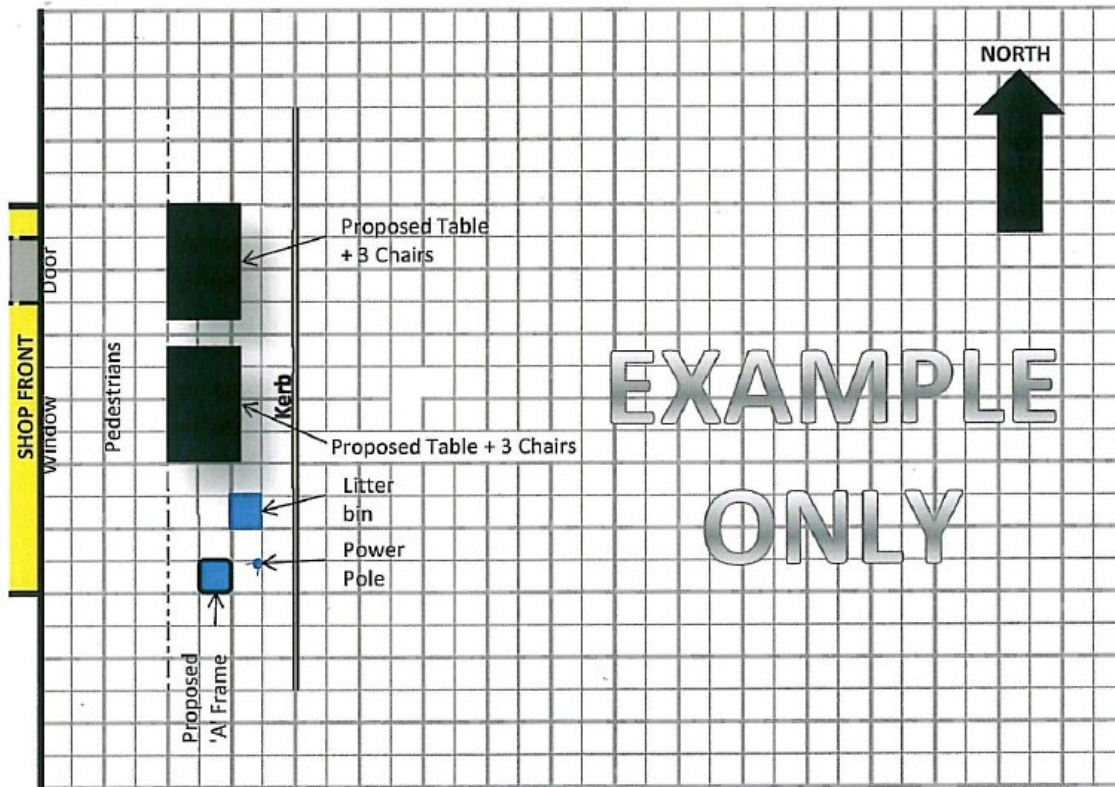 NORTH
Proposed Table
+ 3 Chairs
Door
SHOP FRONT
Window
Pedestrians
Kerb
Proposed Table + 3 Chairs
EXAMPLE
ONLY
Litter
bin
Power
Pole
Proposed
'A' Frame